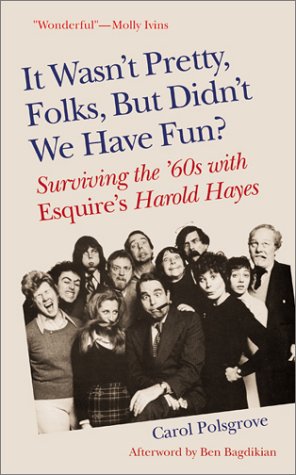 "Wonderful"—Molly Ivins
It Wasn't Pretty,
Folks, But Didn't
We Have Fun?
Surviving the '60s with
Esquire's Harold Hayes
Carol Polsgrove
Afterword by Ben Bagdikian